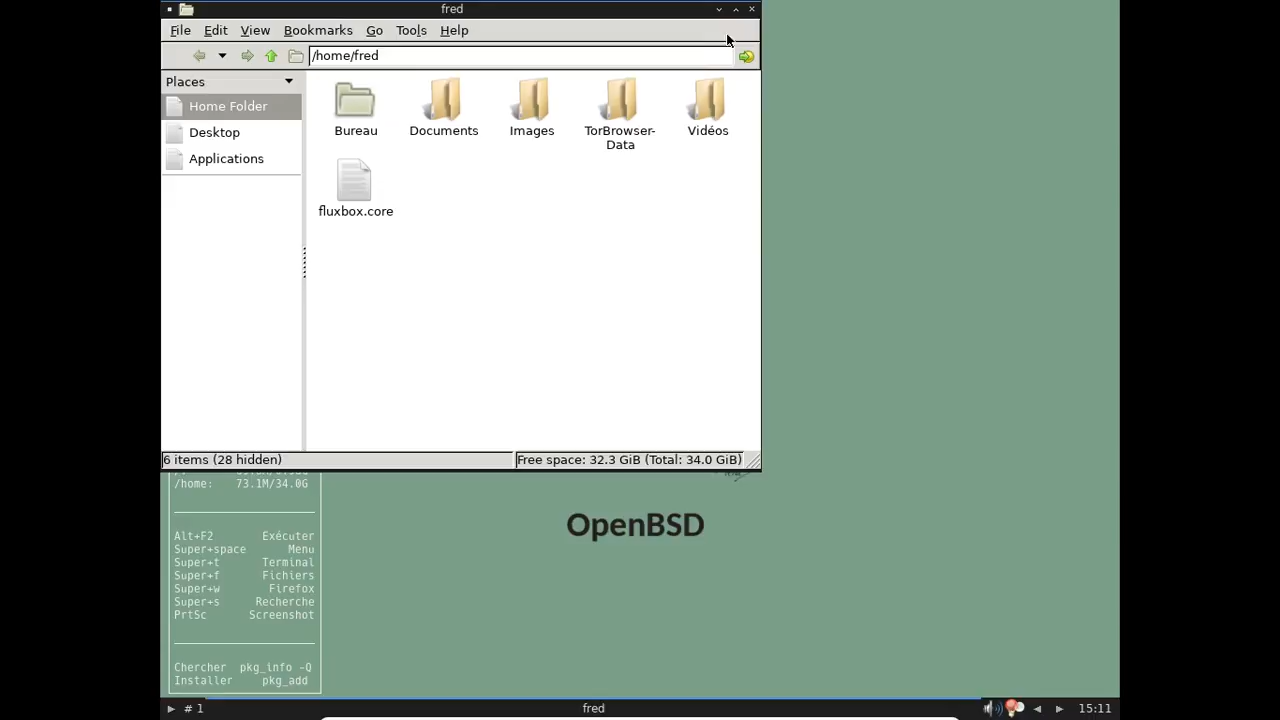 fred
File Edit View Bookmarks Go Tools Help
/home/fred
Places
Home Folder
Desktop
Applications
Bureau
Documents
Images
TorBrowser-
Data
Vidéos
fluxbox.core
6 items (28 hidden)
Free space: 32.3 GiB (Total: 34.0 GiB)
/home: 73.1M/34.0G
Alt+F2 Exécuter
Super+space Menu
Super+t Terminal
Super+f Fichiers
Super+w Firefox
Super+s Recherche
PrtSc Screenshot
Chercher pkg_info -Q
Installer pkg_add
OpenBSD
# 1
fred
15:11